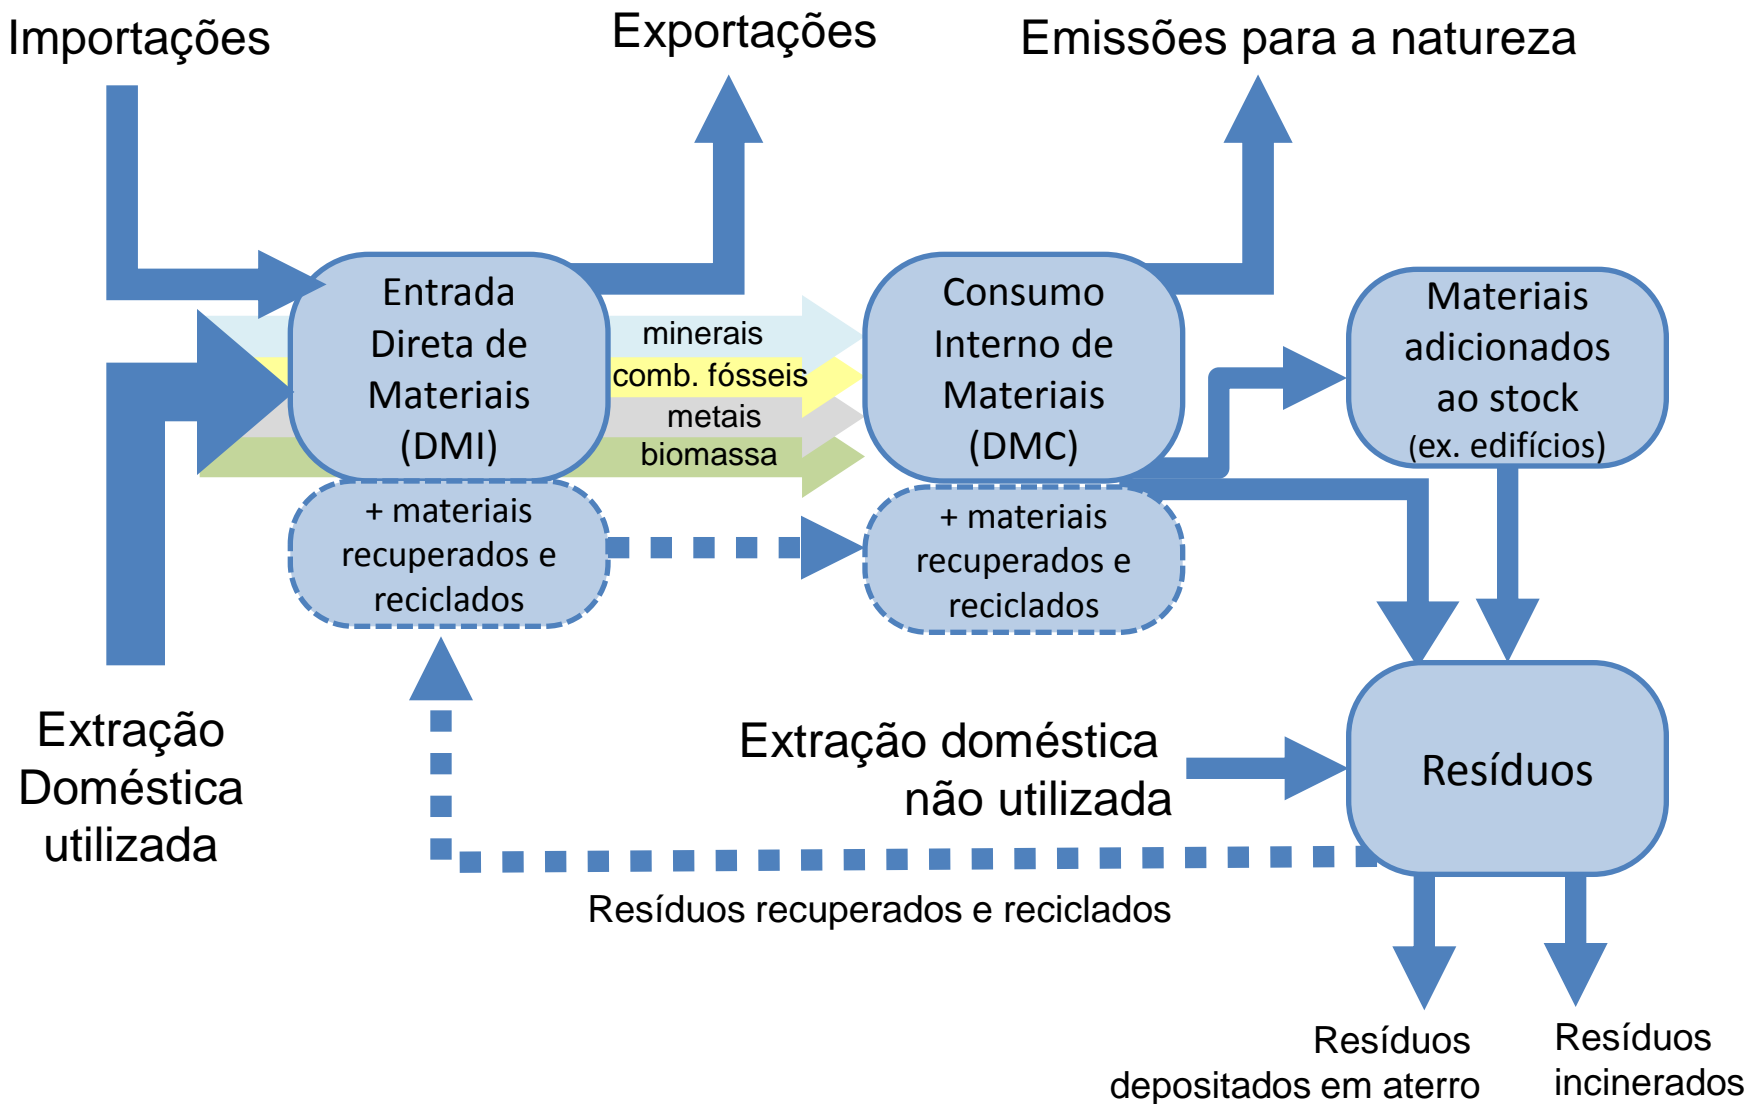 Importações
Exportações
Emissões para a natureza
Entrada
Direta de
Materiais
(DMI)
minerais
comb. fósseis
metais
biomassa
Consumo
Interno de
Materiais
(DMC)
Materiais
adicionados
ao stock
(ex. edifícios)
+ materiais
recuperados e
reciclados
+ materiais
recuperados e
reciclados
Extração
Doméstica
utilizada
Extração doméstica
não utilizada
Resíduos
Resíduos recuperados e reciclados
Resíduos
depositados em aterro
Resíduos
incinerados